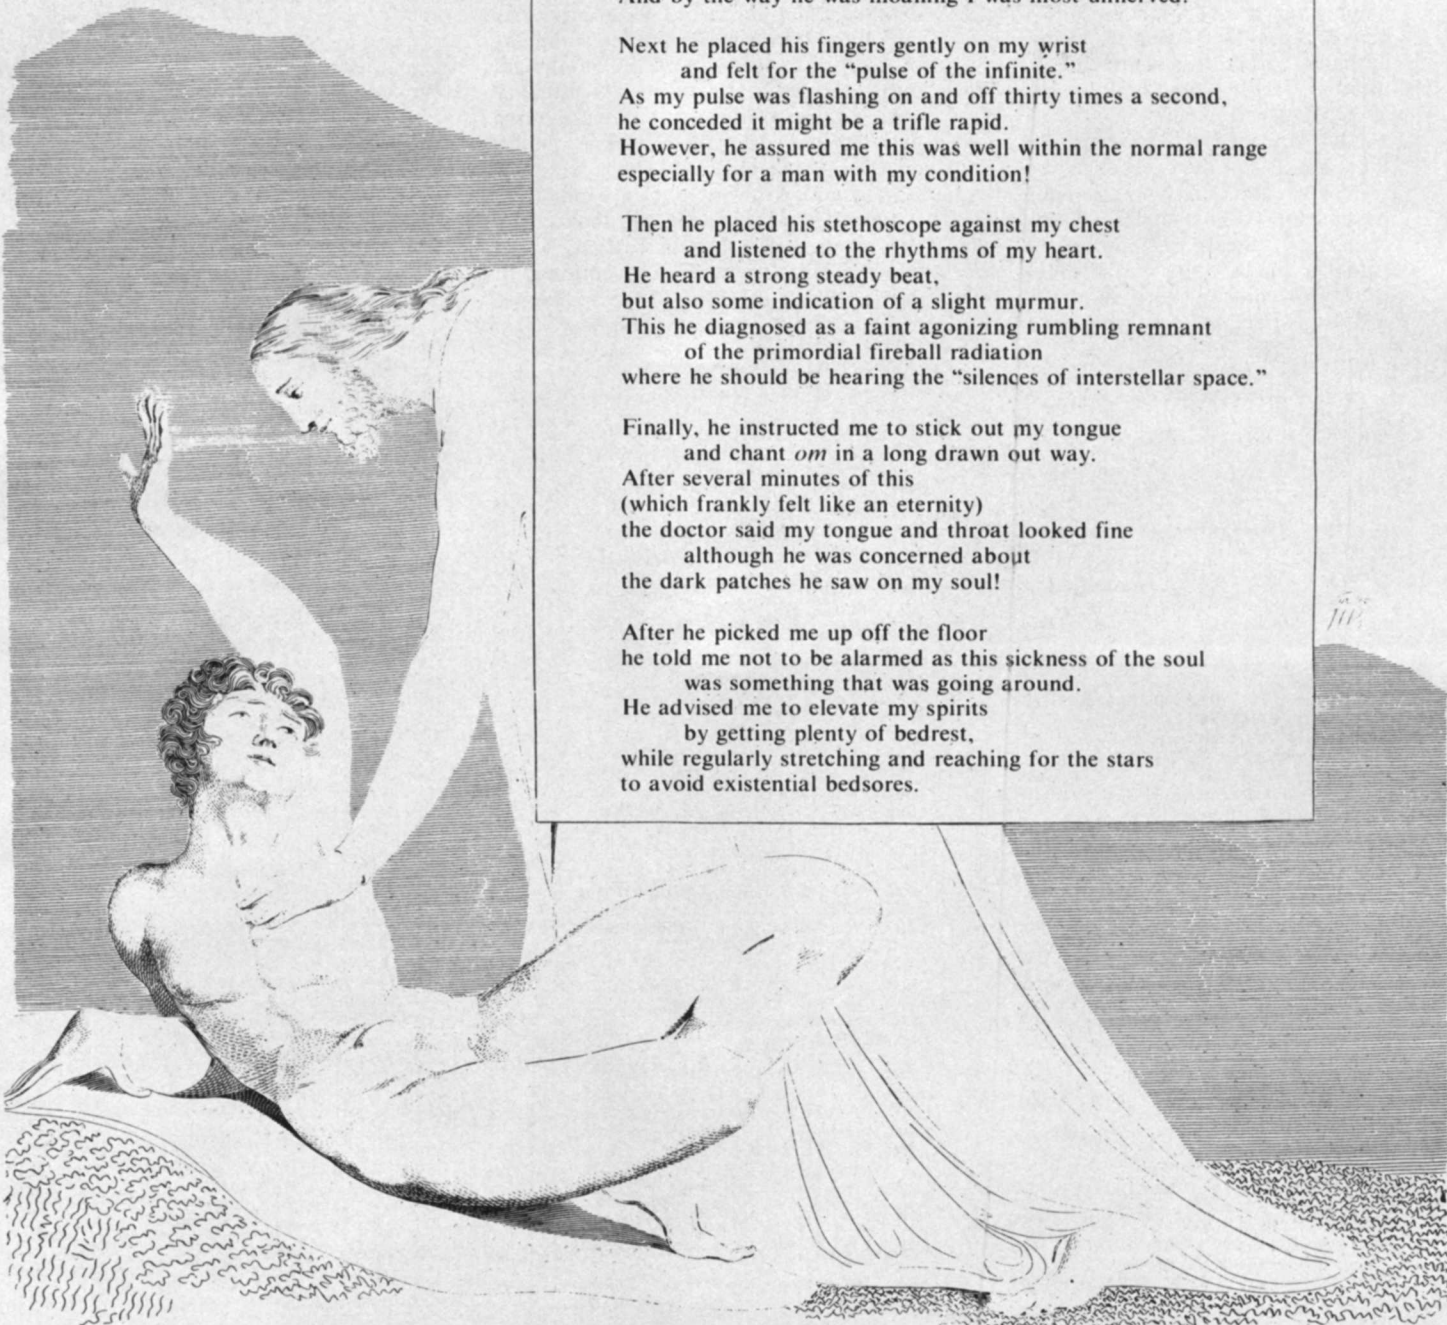 And by the way he was moaning I was most unnerved!
Next he placed his fingers gently on my wrist
and felt for the “pulse of the infinite.”
As my pulse was flashing on and off thirty times a second,
he conceded it might be a trifle rapid.
However, he assured me this was well within the normal range
especially for a man with my condition!
Then he placed his stethoscope against my chest
and listened to the rhythms of my heart.
He heard a strong steady beat,
but also some indication of a slight murmur.
This he diagnosed as a faint agonizing rumbling remnant
of the primordial fireball radiation
where he should be hearing the “silences of interstellar space.”
Finally, he instructed me to stick out my tongue
and chant om in a long drawn out way.
After several minutes of this
(which frankly felt like an eternity)
the doctor said my tongue and throat looked fine
although he was concerned about
the dark patches he saw on my soul!
After he picked me up off the floor
he told me not to be alarmed as this sickness of the soul
was something that was going around.
He advised me to elevate my spirits
by getting plenty of bedrest,
while regularly stretching and reaching for the stars
to avoid existential bedsores.